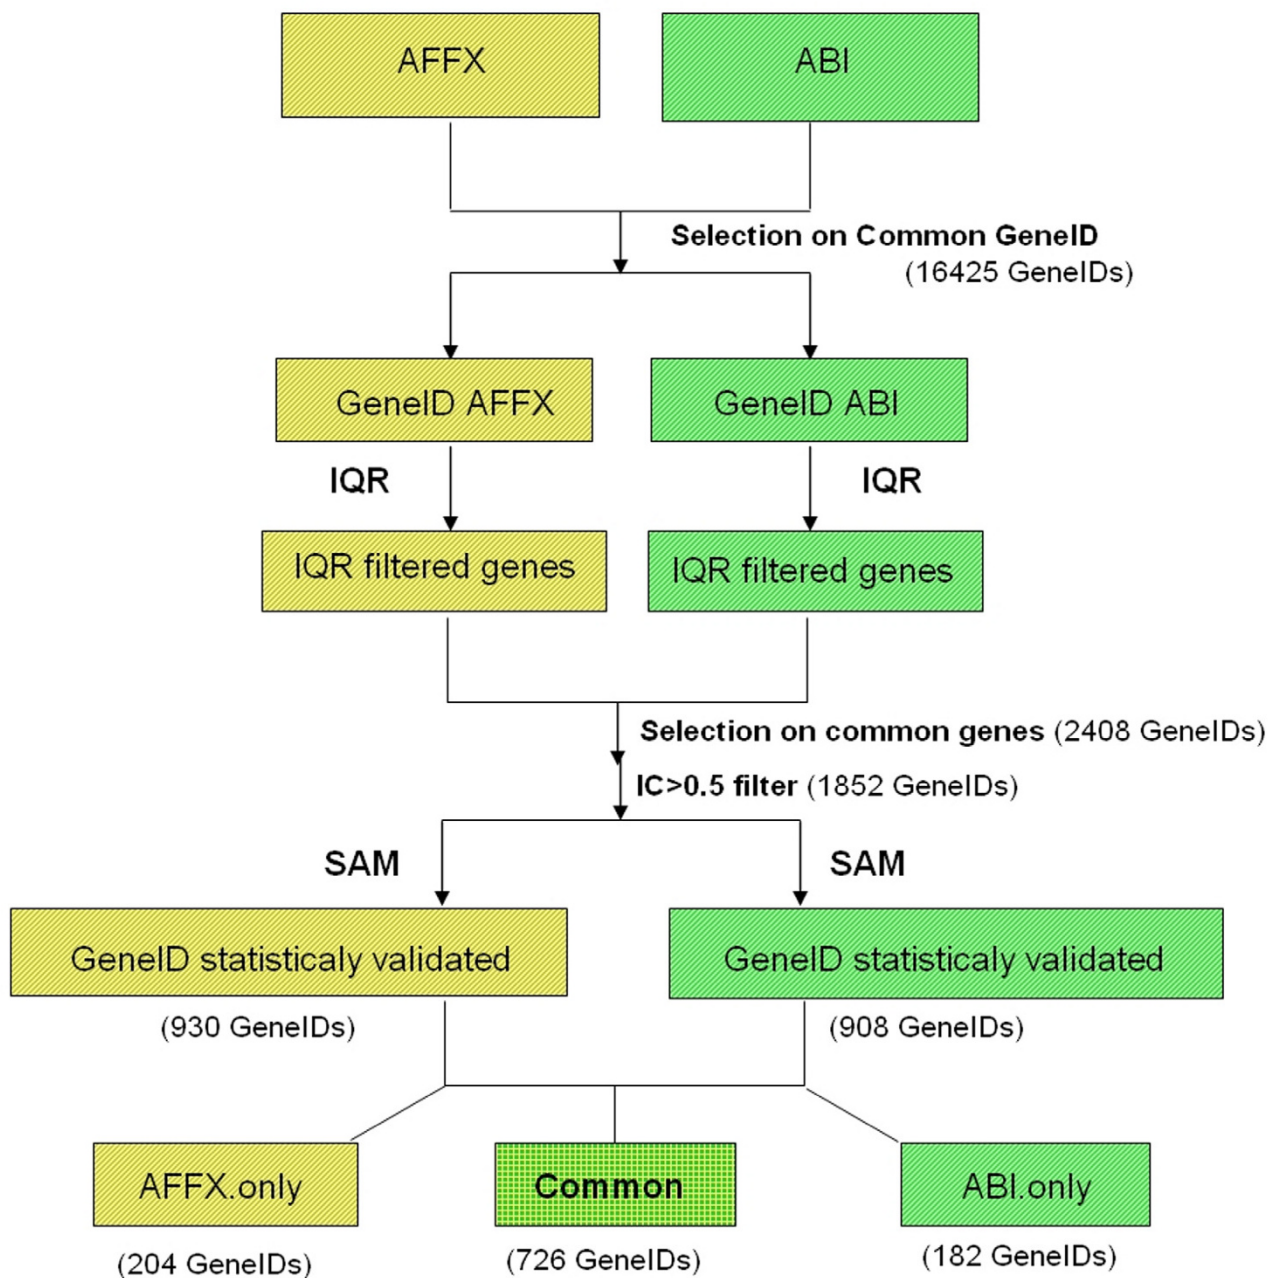 AFFX
ABI
Selection on Common GeneID
(16425 GeneIDs)
GeneID AFFX
GeneID ABI
IQR
IQR
IQR filtered genes
IQR filtered genes
Selection on common genes (2408 GeneIDs)
IC>0.5 filter (1852 GeneIDs)
SAM
SAM
GeneID statisticaly validated
GeneID statisticaly validated
(930 GeneIDs)
(908 GeneIDs)
AFFX.only
Common
ABI.only
(204 GeneIDs)
(726 GeneIDs)
(182 GeneIDs)